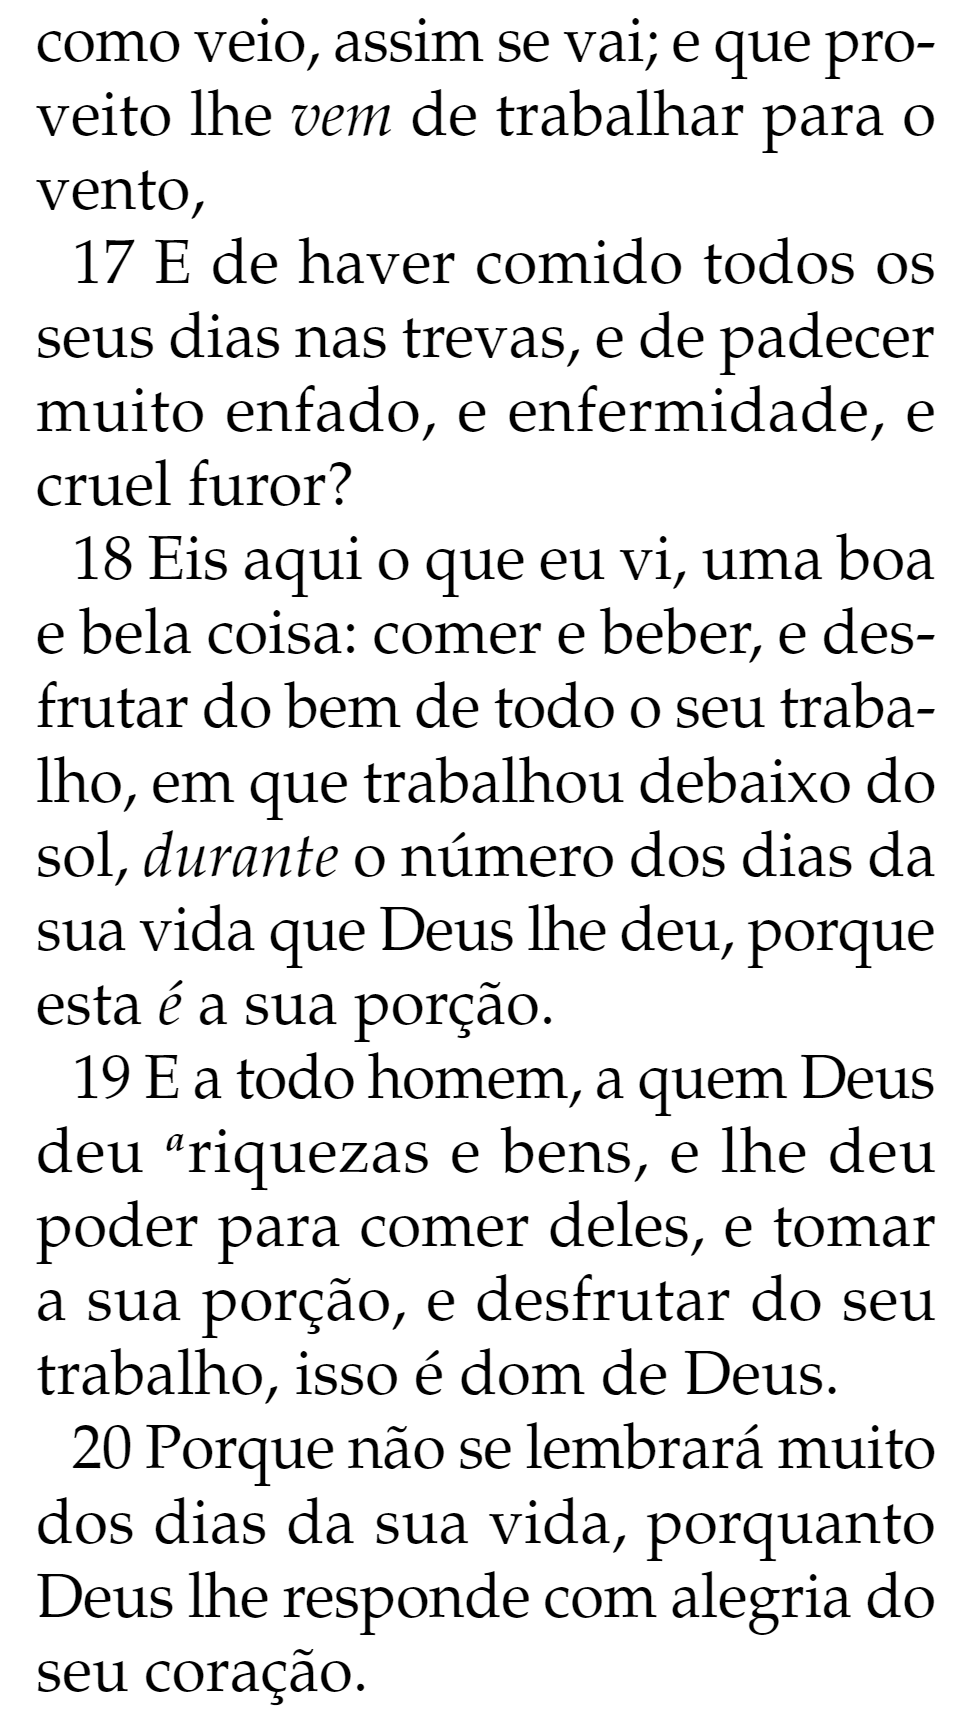 como veio, assim se vai; e que pro-
veito lhe vem de trabalhar para o
vento,
17 E de haver comido todos os
seus dias nas trevas, e de padecer
muito enfado, e enfermidade, e
cruel furor?
18 Eis aqui o que eu vi, uma boa
e bela coisa: comer e beber, e des-
frutar do bem de todo o seu traba-
lho, em que trabalhou debaixo do
sol, durante o número dos dias da
sua vida que Deus lhe deu, porque
esta é a sua porção.
19 E a todo homem, a quem Deus
deu ᵃriquezas e bens, e lhe deu
poder para comer deles, e tomar
a sua porção, e desfrutar do seu
trabalho, isso é dom de Deus.
20 Porque não se lembrará muito
dos dias da sua vida, porquanto
Deus lhe responde com alegria do
seu coração.